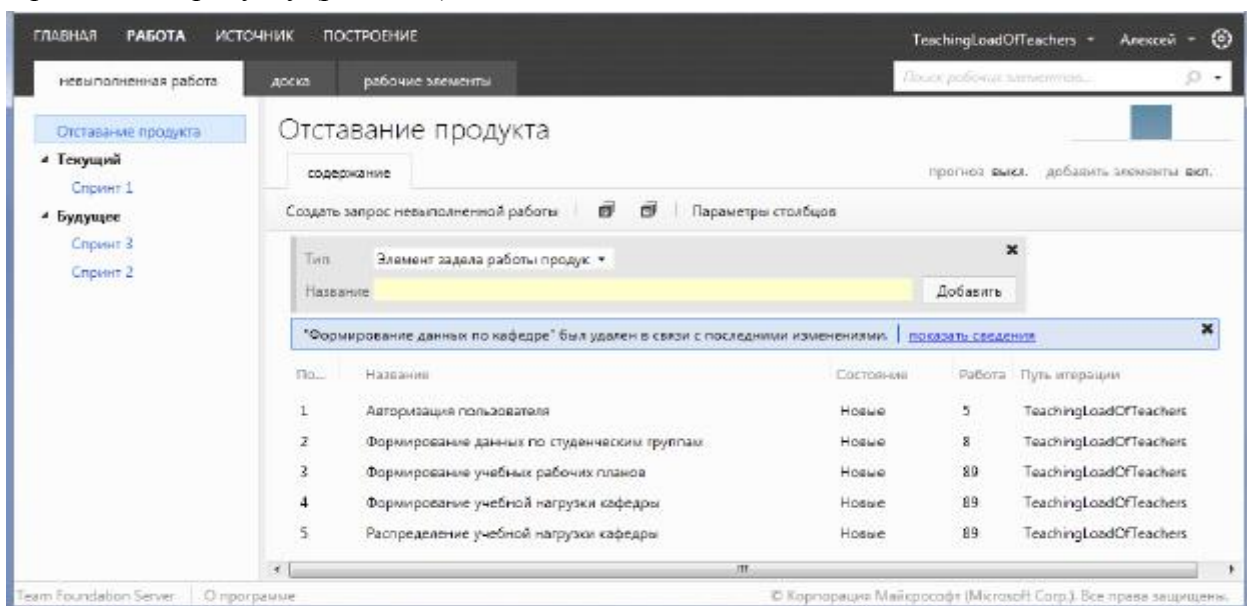 ГЛАВНАЯ РАБОТА ИСТОЧНИК ПОСТРОЕНИЕ TeachingLoadOfTeachers Алексей
невыполненная работа доска рабочие элементы Поиск рабочих элементов...
Отставание продукта
Текущий
Спринт 1
Будущее
Спринт 3
Спринт 2
Отставание продукта
содержание прогноз выкл. добавить элементы вкл.
Создать запрос невыполненной работы Параметры столбцов
Тип Элемент задела работы продук
Название Добавить
"Формирование данных по кафедре" был удален в связи с последними изменениями. показать сведения
По... Название Состояние Работа Путь итерации
1 Авторизация пользователя Новые 5 TeachingLoadOfTeachers
2 Формирование данных по студенческим группам Новые 8 TeachingLoadOfTeachers
3 Формирование учебных рабочих планов Новые 89 TeachingLoadOfTeachers
4 Формирование учебной нагрузки кафедры Новые 89 TeachingLoadOfTeachers
5 Распределение учебной нагрузки кафедры Новые 89 TeachingLoadOfTeachers
Team Foundation Server О программе © Корпорация Майкрософт (Microsoft Corp.). Все права защищены.